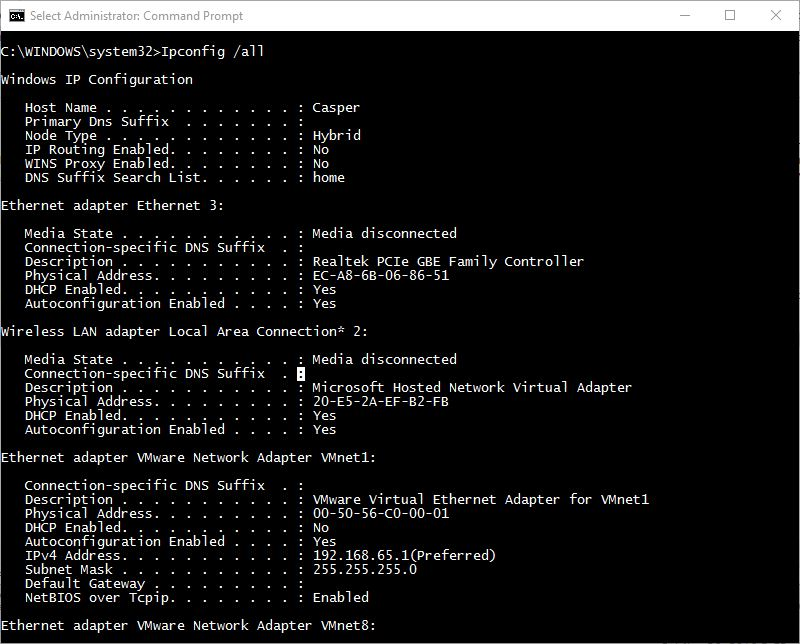 Select Administrator: Command Prompt
C:\WINDOWS\system32>Ipconfig /all
Windows IP Configuration
Host Name . . . . . . . . . . . . : Casper
Primary Dns Suffix  . . . . . . . :
Node Type . . . . . . . . . . . . : Hybrid
IP Routing Enabled. . . . . . . . : No
WINS Proxy Enabled. . . . . . . . : No
DNS Suffix Search List. . . . . . : home
Ethernet adapter Ethernet 3:
Media State . . . . . . . . . . . : Media disconnected
Connection-specific DNS Suffix  . :
Description . . . . . . . . . . . : Realtek PCIe GBE Family Controller
Physical Address. . . . . . . . . : EC-A8-6B-06-86-51
DHCP Enabled. . . . . . . . . . . : Yes
Autoconfiguration Enabled . . . . : Yes
Wireless LAN adapter Local Area Connection* 2:
Media State . . . . . . . . . . . : Media disconnected
Connection-specific DNS Suffix  . :
Description . . . . . . . . . . . : Microsoft Hosted Network Virtual Adapter
Physical Address. . . . . . . . . : 20-E5-2A-EF-B2-FB
DHCP Enabled. . . . . . . . . . . : Yes
Autoconfiguration Enabled . . . . : Yes
Ethernet adapter VMware Network Adapter VMnet1:
Connection-specific DNS Suffix  . :
Description . . . . . . . . . . . : VMware Virtual Ethernet Adapter for VMnet1
Physical Address. . . . . . . . . : 00-50-56-C0-00-01
DHCP Enabled. . . . . . . . . . . : No
Autoconfiguration Enabled . . . . : Yes
IPv4 Address. . . . . . . . . . . : 192.168.65.1(Preferred)
Subnet Mask . . . . . . . . . . . : 255.255.255.0
Default Gateway . . . . . . . . . :
NetBIOS over Tcpip. . . . . . . . : Enabled
Ethernet adapter VMware Network Adapter VMnet8: